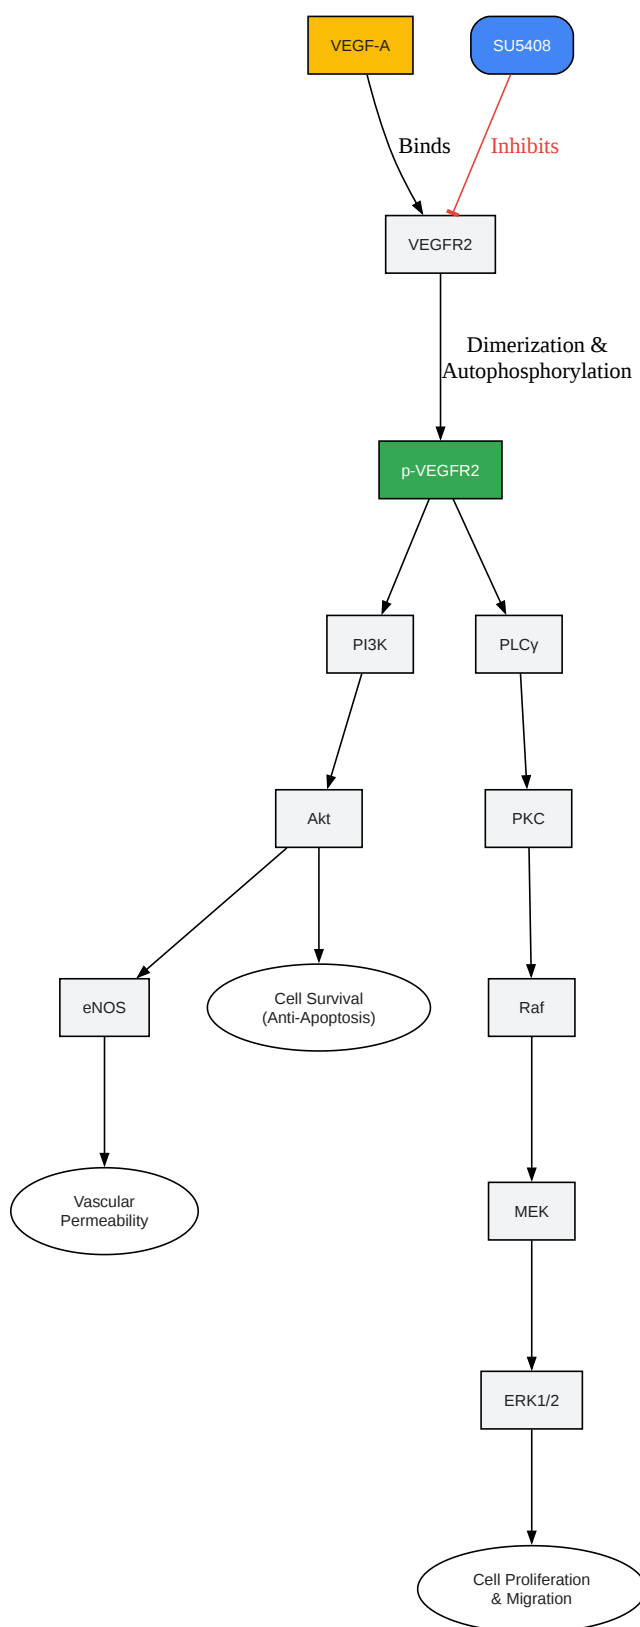 VEGF-A
SU5408
Binds
Inhibits
VEGFR2
Dimerization &
Autophosphorylation
p-VEGFR2
PI3K
PLCγ
Akt
PKC
eNOS
Cell Survival
(Anti-Apoptosis)
Raf
Vascular
Permeability
MEK
ERK1/2
Cell Proliferation
& Migration